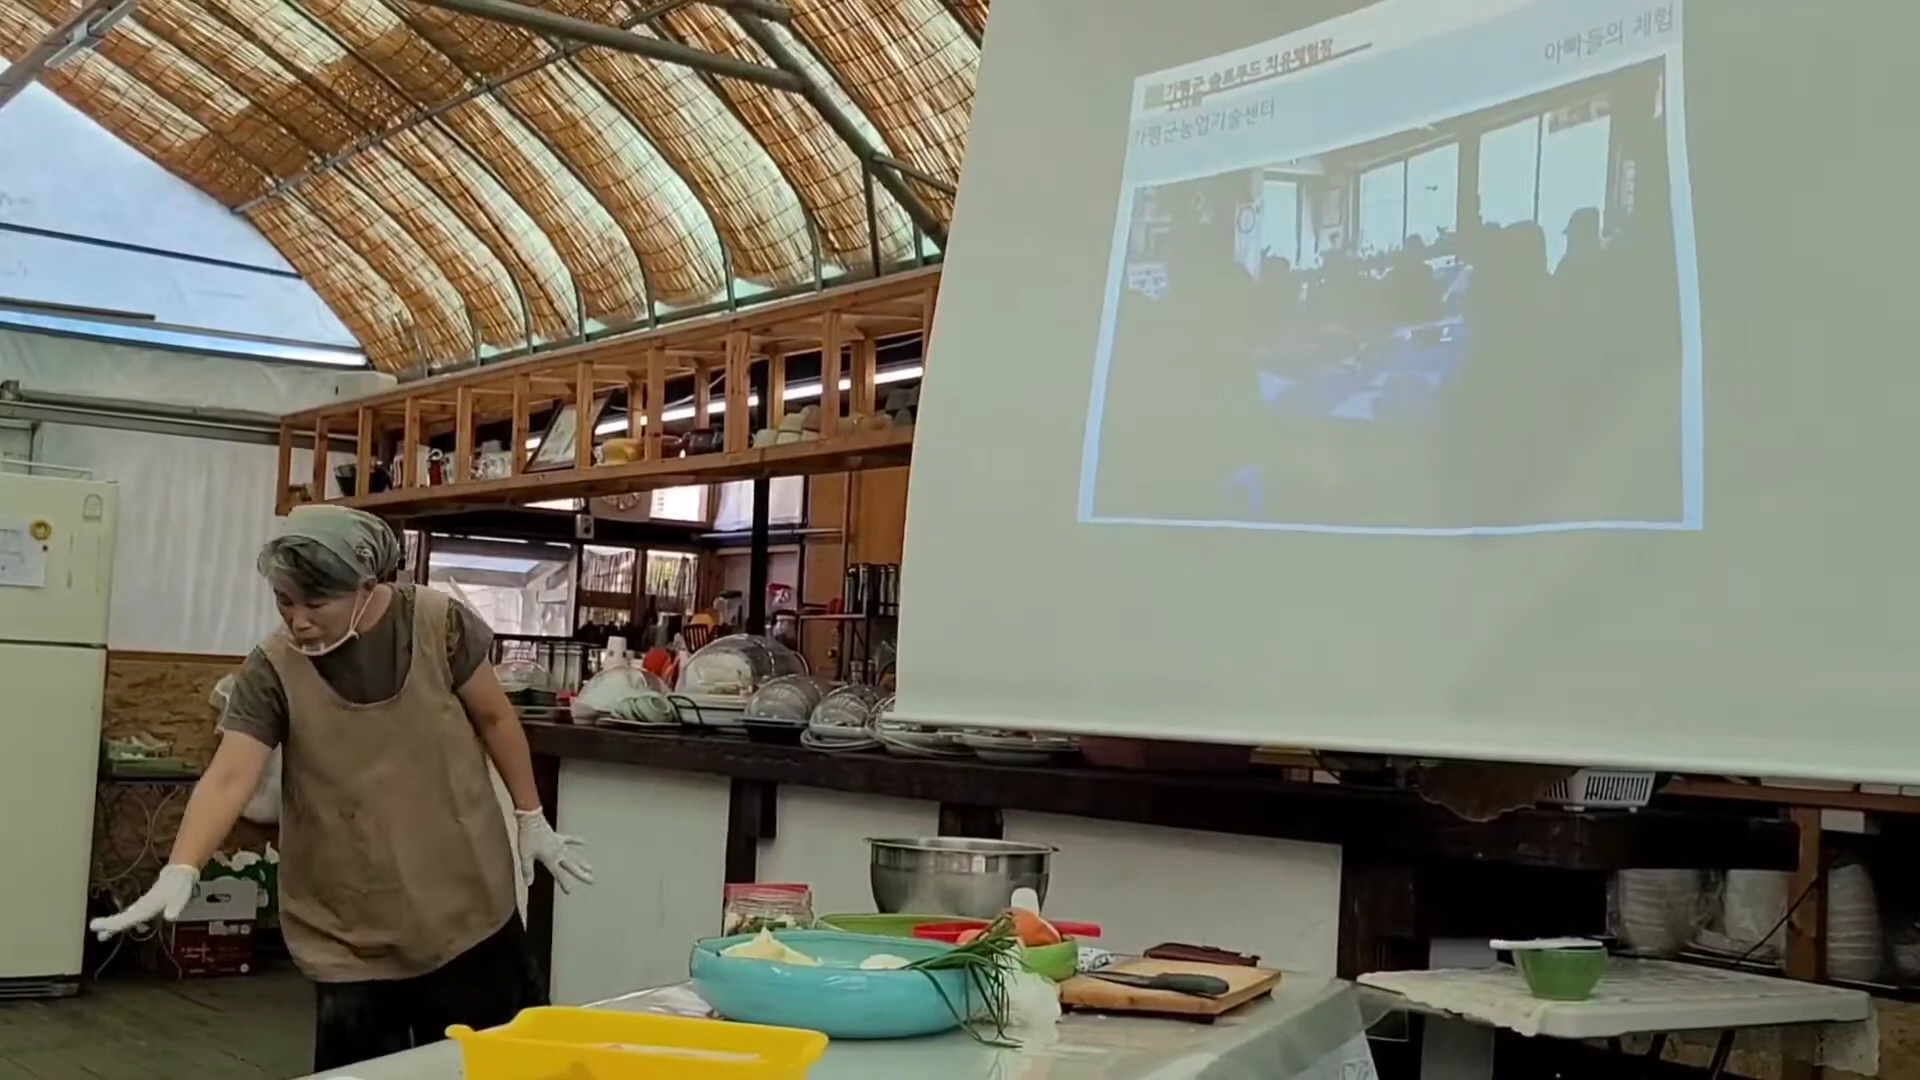 가평군 슬로푸드 치유체험장
아빠들의 체험
가평군농업기술센타